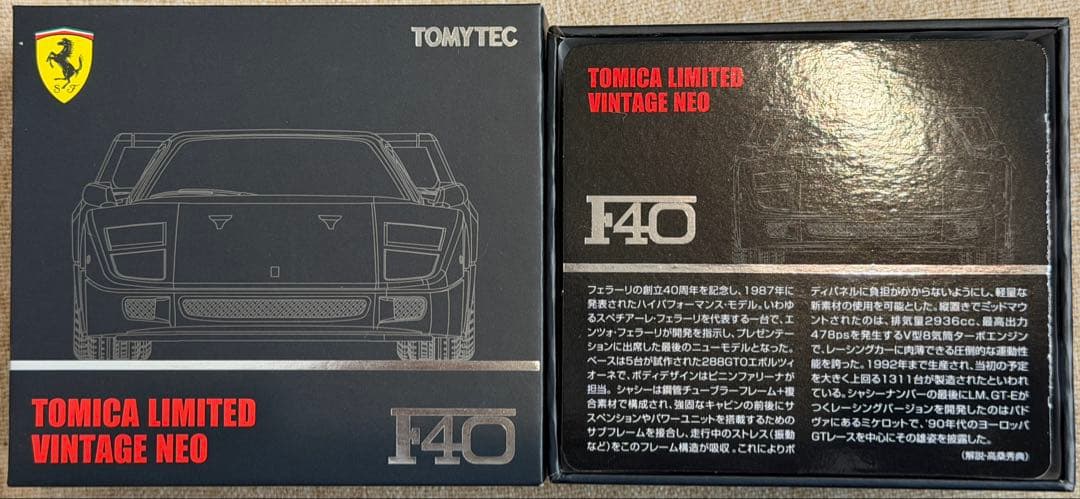 S F
TOMYTEC
TOMICA LIMITED
VINTAGE NEO
F40
TOMICA LIMITED
VINTAGE NEO
F40
フェラーリの創立40周年を記念し、1987年に
発表されたハイパフォーマンス・モデル。いわゆ
るスペチアーレ・フェラーリを代表する一台で、エ
ンツォ・フェラーリが開発を指示し、プレゼンテー
ションに出席した最後のニューモデルとなった。
ベースは5台が試作された288GTOエボルツィ
オーネで、ボディデザインはピニンファリーナが
担当。シャシーは鋼管チューブラーフレーム+複
合素材で構成され、強固なキャビンの前後にサ
スペンションやパワーユニットを搭載するための
サブフレームを接合し、走行中のストレス(振動
など)をこのフレーム構造が吸収。これによりボ
ディパネルに負担がかからないようにし、軽量な
新素材の使用を可能とした。縦置きでミッドマウ
ントされたのは、排気量2936cc、最高出力
478psを発生するV型8気筒ターボエンジン
で、レーシングカーに肉薄できる圧倒的な運動性
能を誇った。1992年まで生産され、当初の予定
を大きく上回る1311台が製造されたといわれ
ている。シャシーナンバーの最後にLM、GT-Eが
つくレーシングバージョンを開発したのはパド
ヴァにあるミケロットで、'90年代のヨーロッパ
GTレースを中心にその雄姿を披露した。
(解説・高桑秀典)